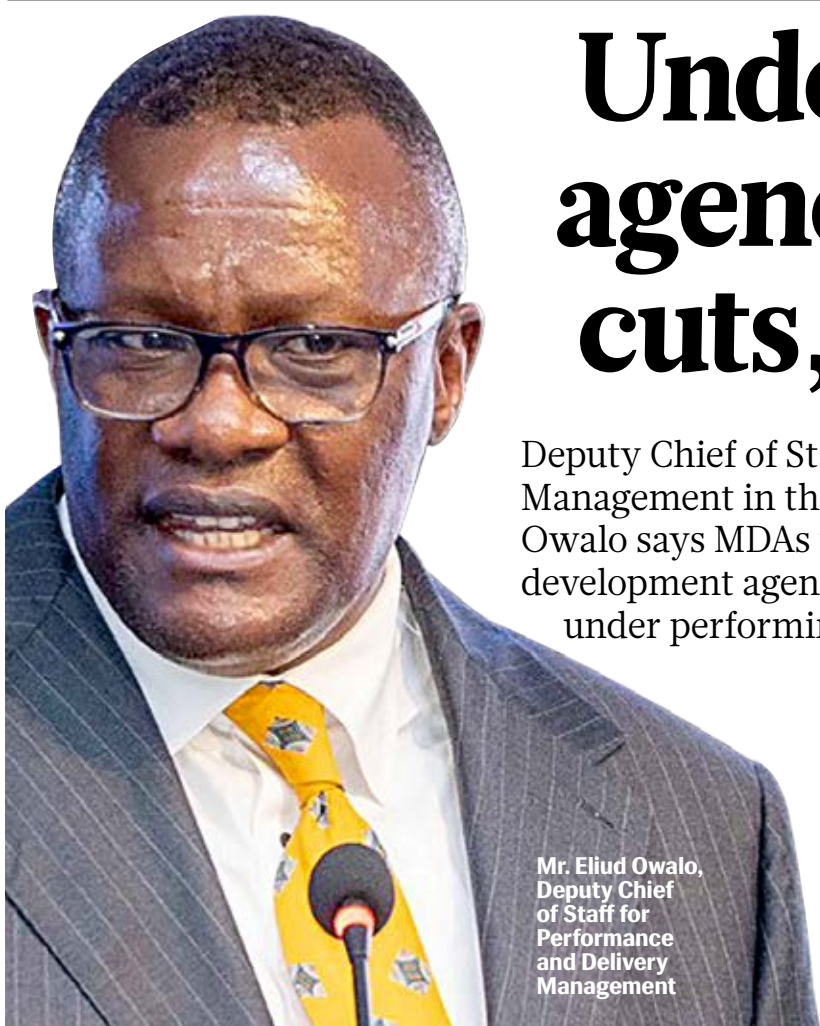 Unde
agen
cuts,
Deputy Chief of St
Management in th
Owalo says MDAs
development agen
under performin
Mr. Eliud Owalo,
Deputy Chief
of Staff for
Performance
and Delivery
Management